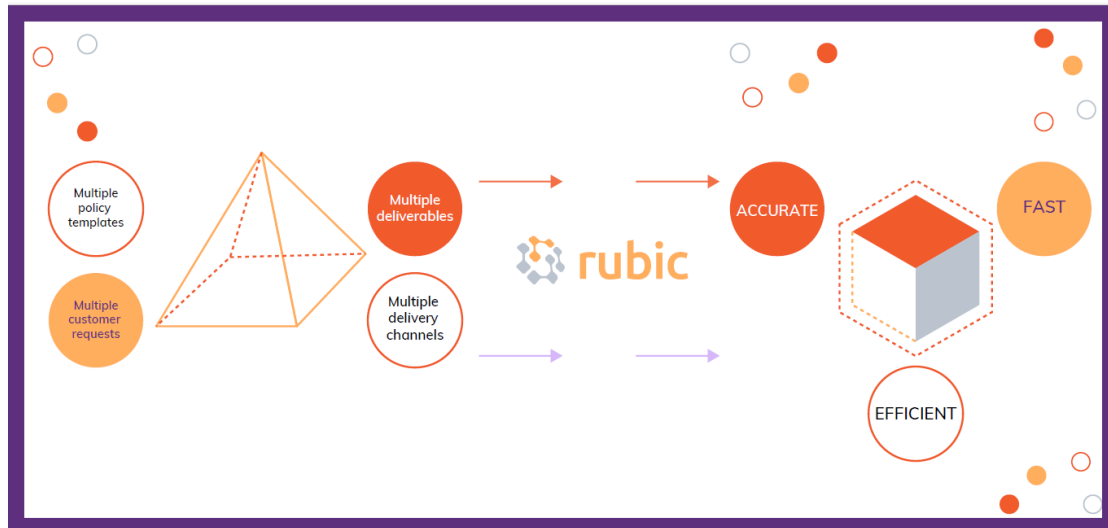 Multiple
policy
templates
Multiple
customer
requests
Multiple
deliverables
Multiple
delivery
channels
rubic
ACCURATE
FAST
EFFICIENT